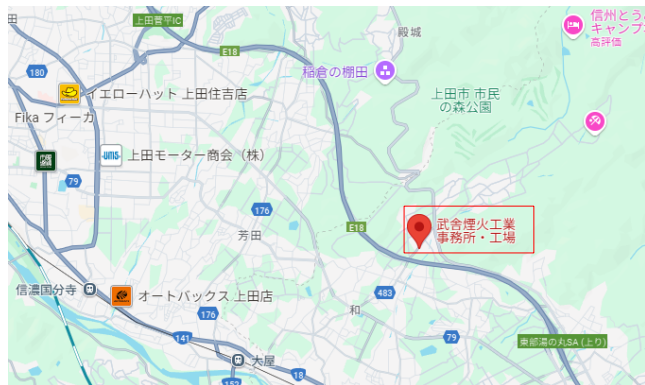 上田菅平IC
殿城
信州とうみ
キャンプ
高評価
E18
180
稲倉の棚田
イエローハット 上田住吉店
上田市 市民
の森公園
Fika フィーカ
上田モーター商会（株）
79
176
武舎煙火工業
事務所・工場
芳田
E18
信濃国分寺
オートバックス 上田店
483
和
176
141
79
東部湯の丸SA (上り)
大屋
18
152